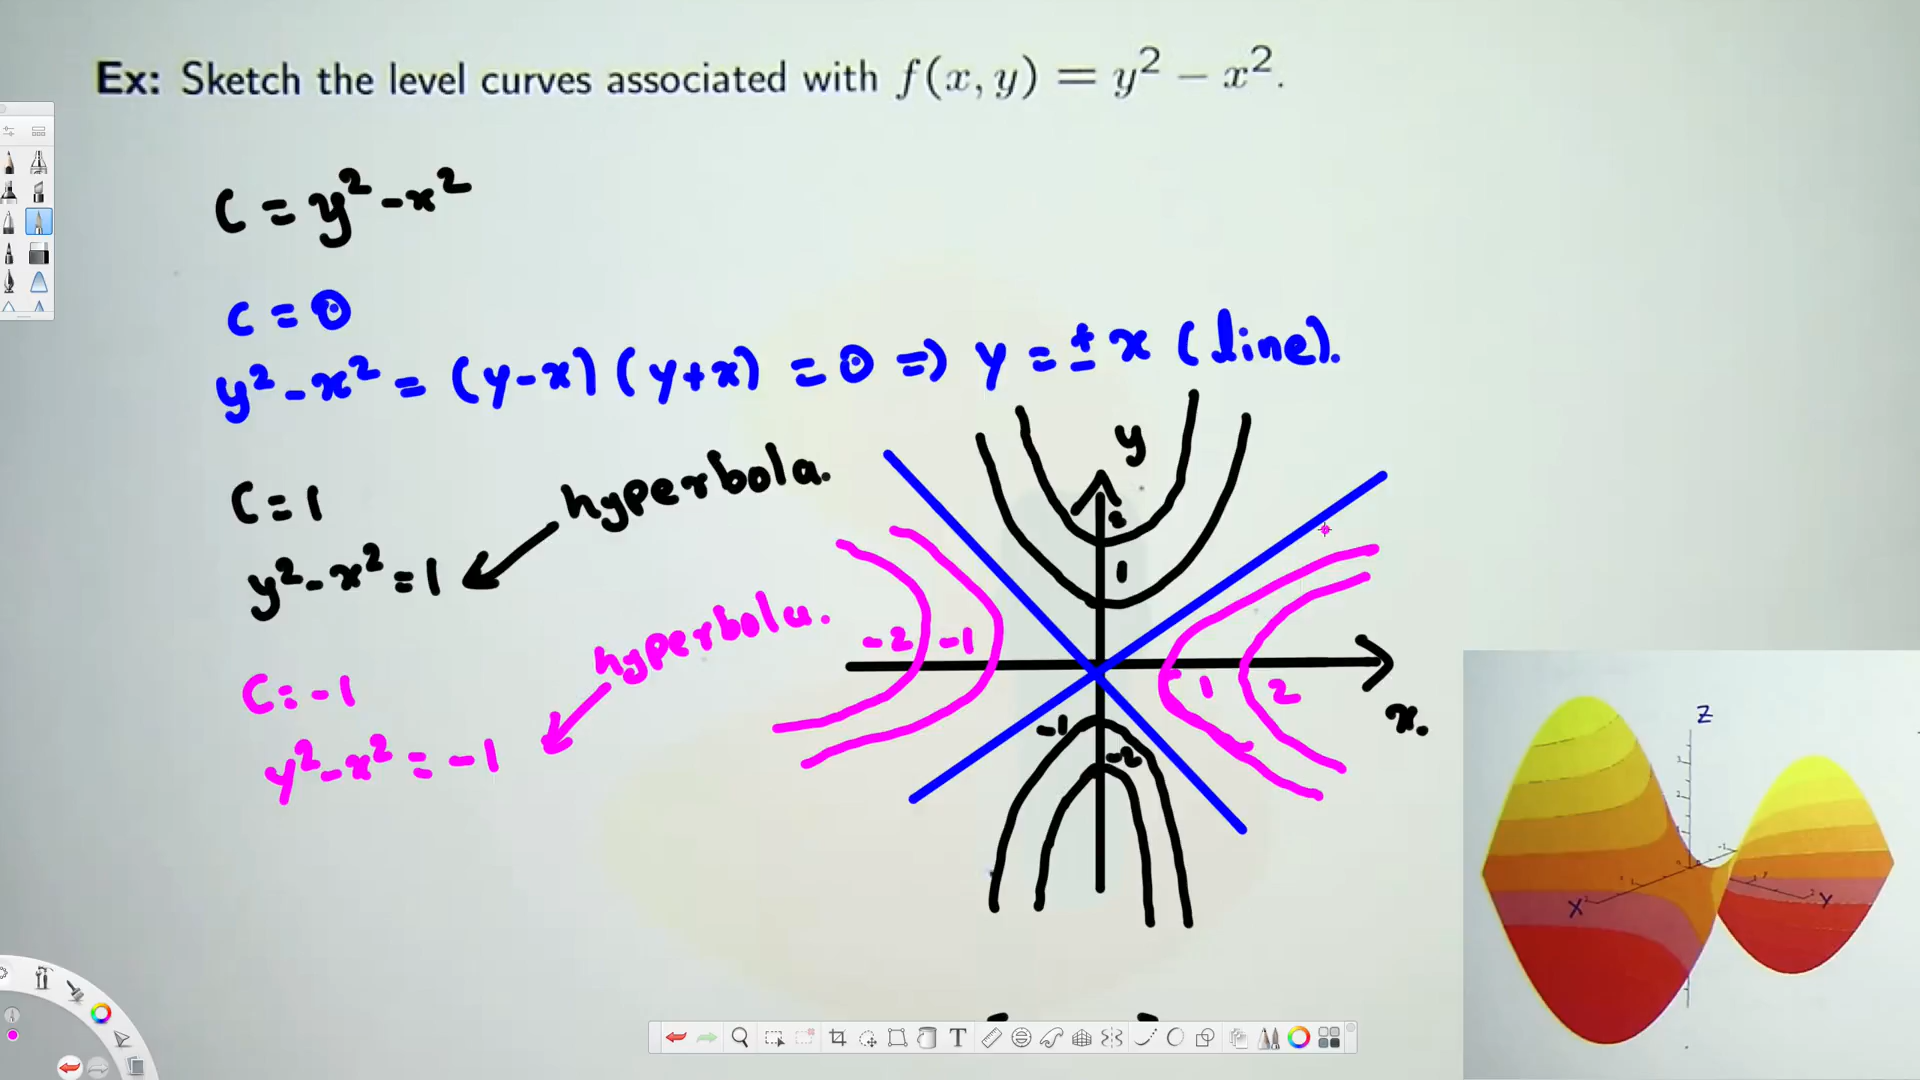 Ex: Sketch the level curves associated with f(x, y) = y² − x².
C = y² - x²
C = 0
y² - x² = (y-x) (y+x) = 0 => y = ± x (line).
C = 1
hyperbola.
y² - x² = 1
hyperbola.
C = -1
y² - x² = -1
y
2
1
-2 -1
1 2
x.
-1
-2
Z
X
Y
T